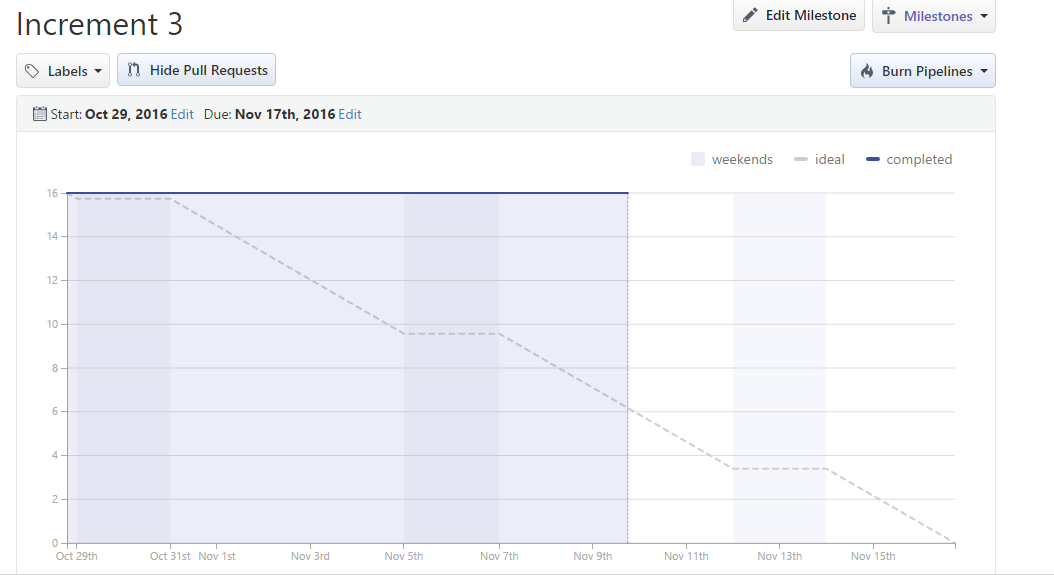 Increment 3
Edit Milestone
Milestones
Labels
Hide Pull Requests
Burn Pipelines
Start: Oct 29, 2016 Edit Due: Nov 17th, 2016 Edit
weekends ideal completed
16
14
12
10
8
6
4
2
0
Oct 29th Oct 31st Nov 1st Nov 3rd Nov 5th Nov 7th Nov 9th Nov 11th Nov 13th Nov 15th